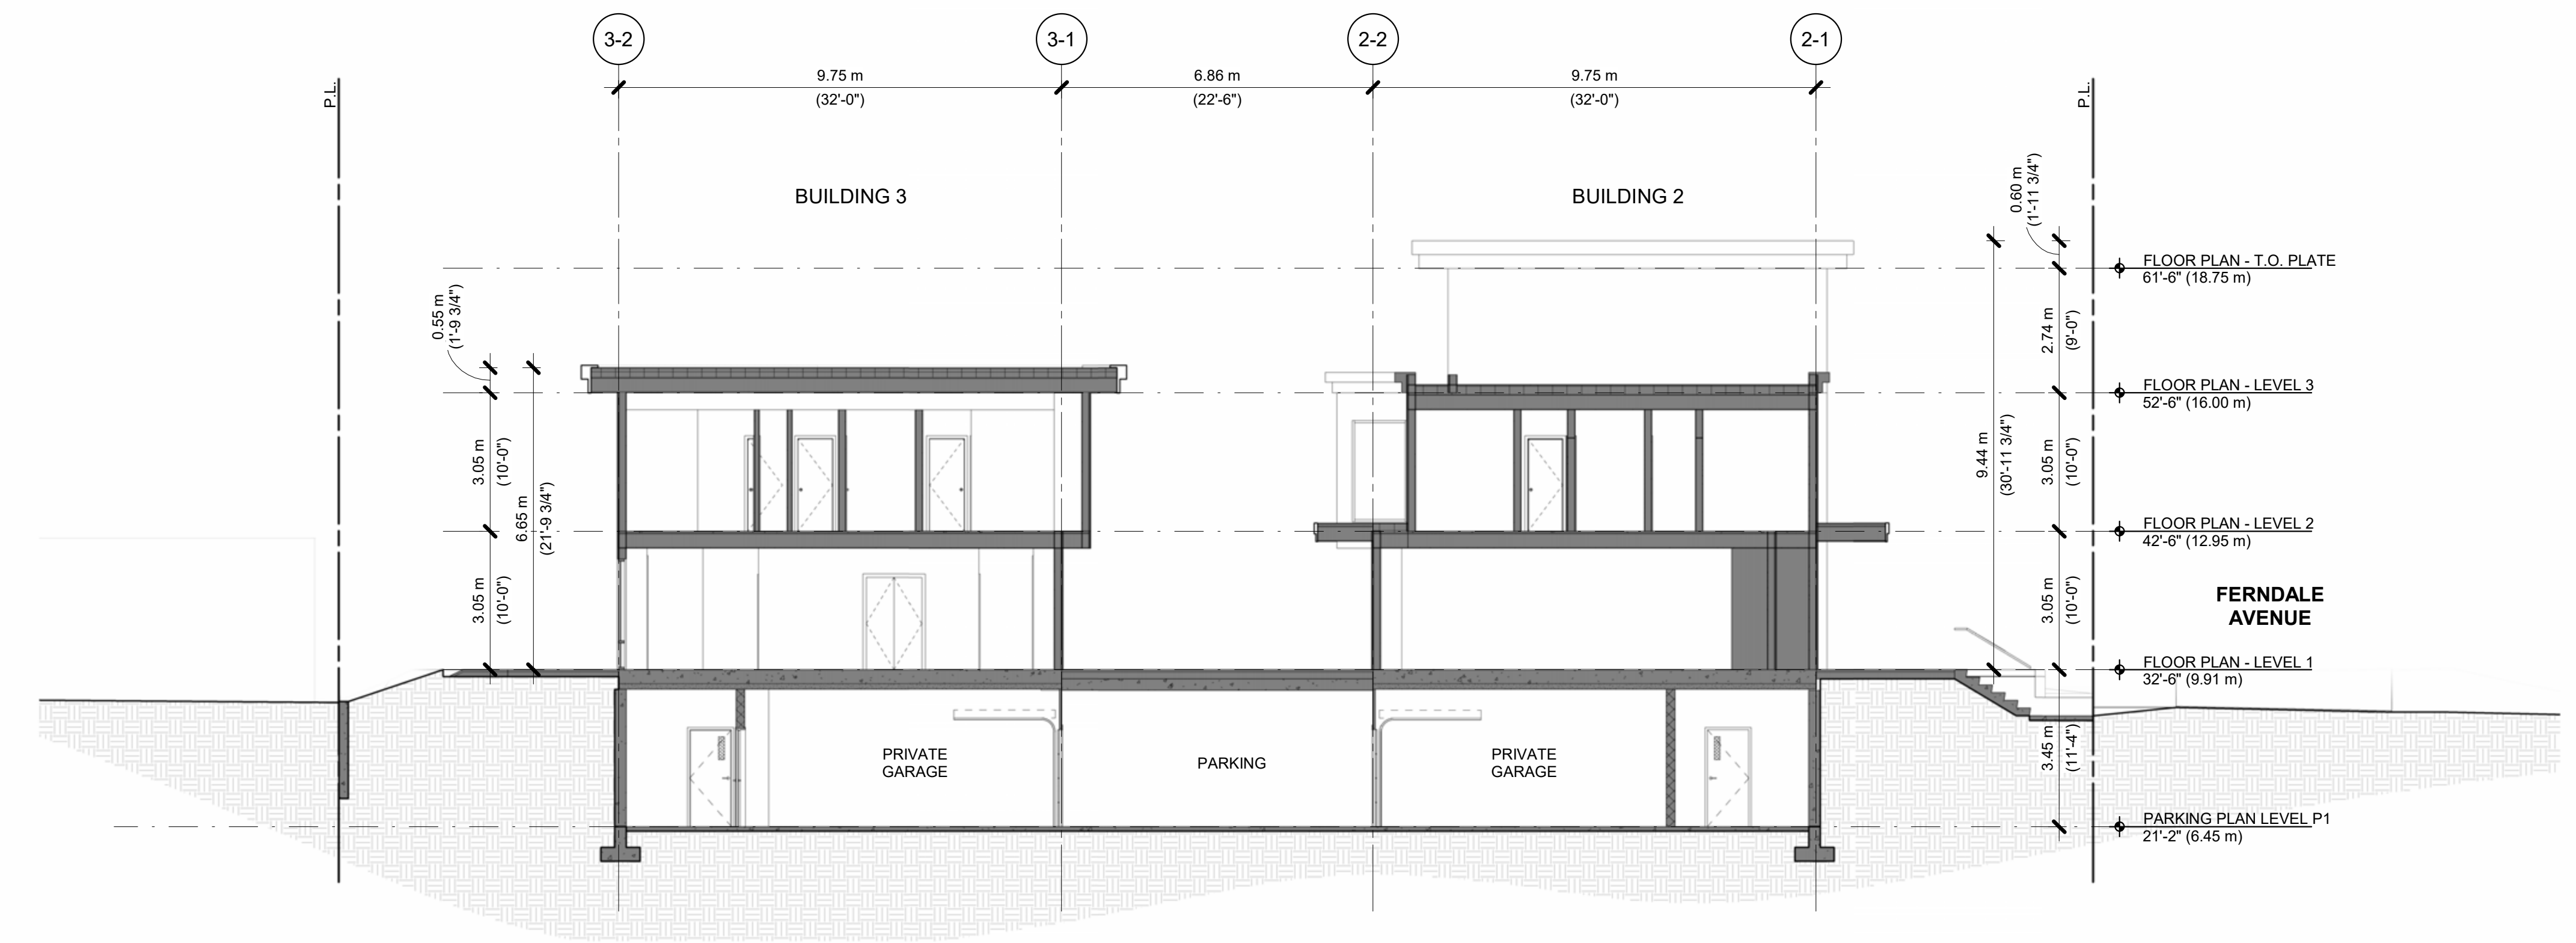 3-2
3-1
2-2
2-1
9.75 m
(32'-0")
6.86 m
(22'-6")
9.75 m
(32'-0")
P.L.
P.L.
BUILDING 3
BUILDING 2
0.60 m
(1'-11 3/4")
FLOOR PLAN - T.O. PLATE
61'-6" (18.75 m)
0.55 m
(1'-9 3/4")
2.74 m
(9'-0")
FLOOR PLAN - LEVEL 3
52'-6" (16.00 m)
3.05 m
(10'-0")
6.65 m
(21'-9 3/4")
9.44 m
(30'-11 3/4")
3.05 m
(10'-0")
FLOOR PLAN - LEVEL 2
42'-6" (12.95 m)
3.05 m
(10'-0")
3.05 m
(10'-0")
FERNDALE
AVENUE
FLOOR PLAN - LEVEL 1
32'-6" (9.91 m)
PRIVATE
GARAGE
PARKING
PRIVATE
GARAGE
3.45 m
(11'-4")
PARKING PLAN LEVEL P1
21'-2" (6.45 m)